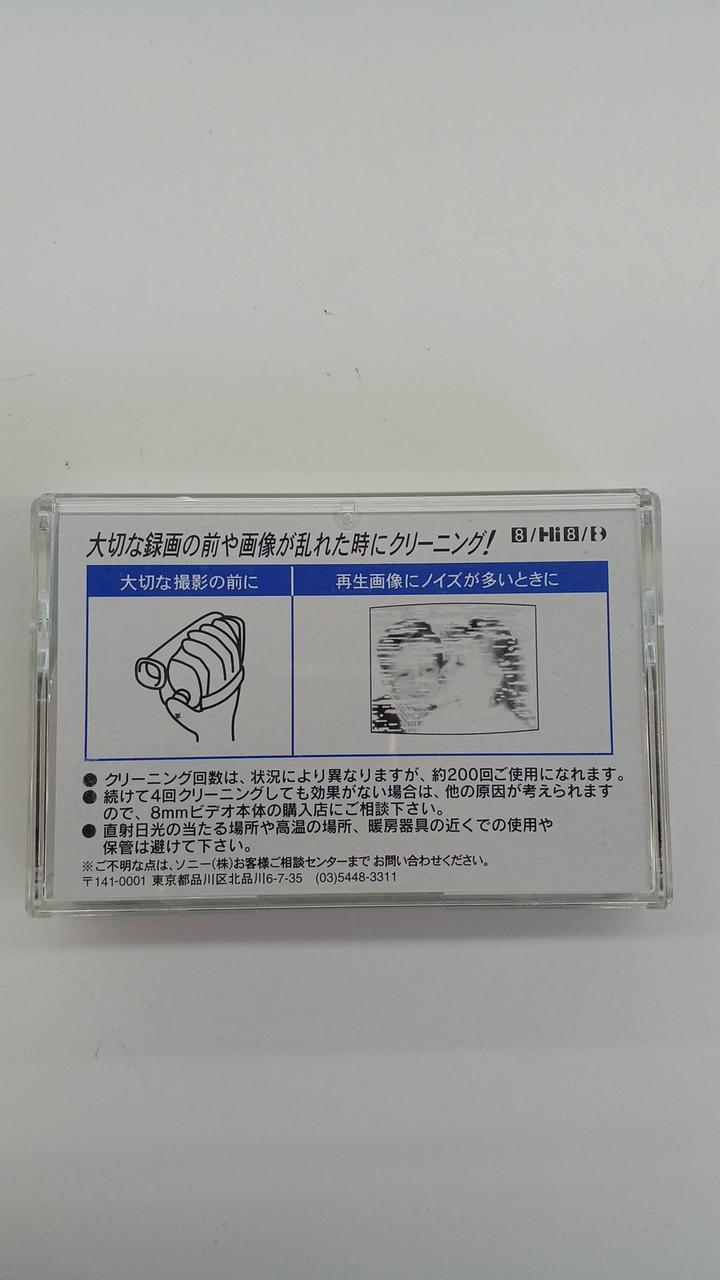 大切な録画の前や画像が乱れた時にクリーニング! 8/Hi8/
大切な撮影の前に 再生画像にノイズが多いときに
● クリーニング回数は、状況により異なりますが、約200回ご使用になれます。
● 続けて4回クリーニングしても効果がない場合は、他の原因が考えられます
ので、8mmビデオ本体の購入店にご相談下さい。
● 直射日光の当たる場所や高温の場所、暖房器具の近くでの使用や
保管は避けて下さい。
※ご不明な点は、ソニー(株)お客様ご相談センターまで お問い合わせください。
〒141-0001 東京都品川区北品川6-7-35 (03)5448-3311